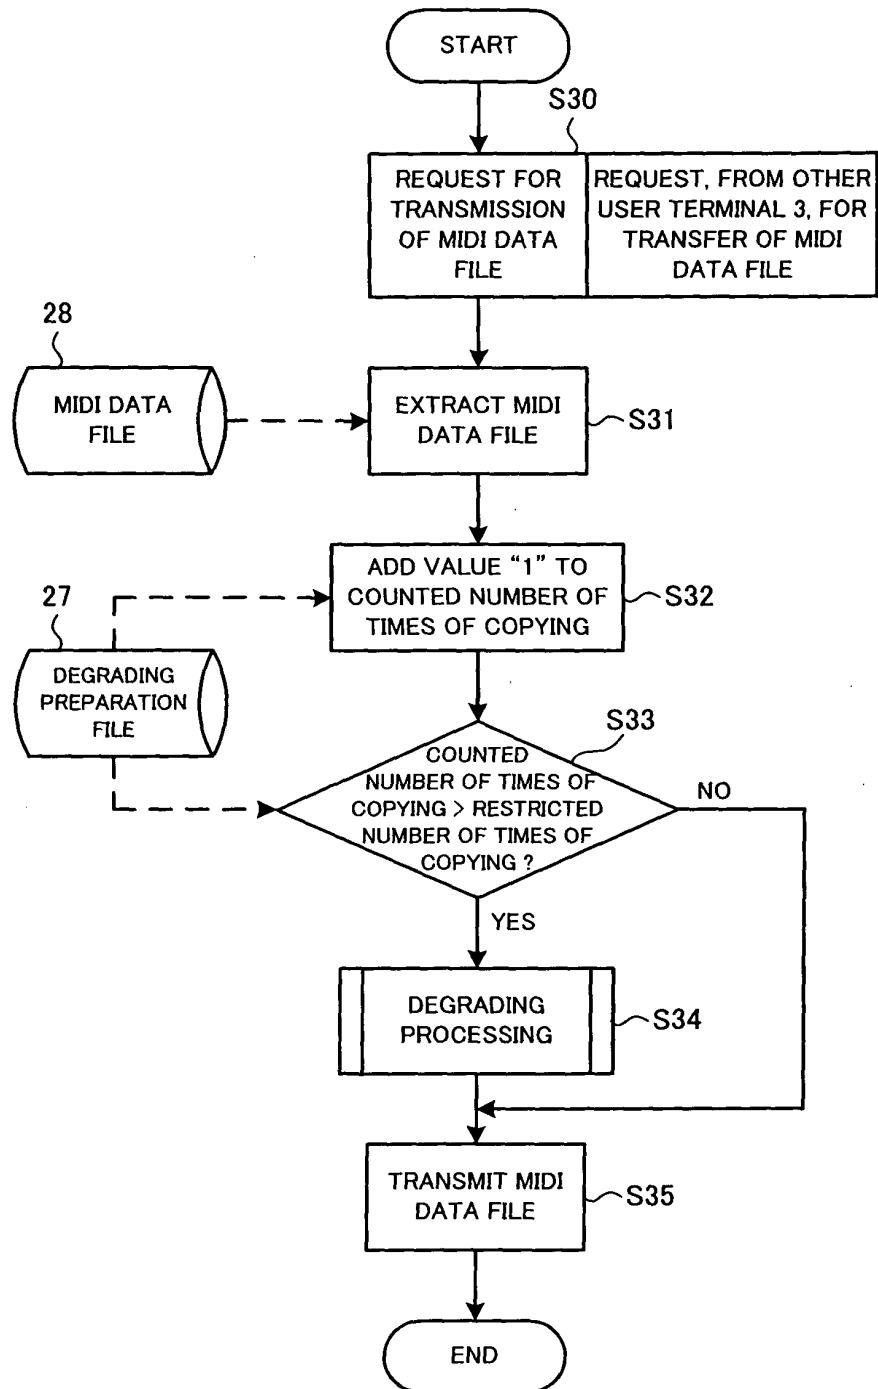 START
S30
REQUEST FOR
TRANSMISSION
OF MIDI DATA
FILE
REQUEST, FROM OTHER
USER TERMINAL 3, FOR
TRANSFER OF MIDI
DATA FILE
28
MIDI DATA
FILE
EXTRACT MIDI
DATA FILE
S31
ADD VALUE “1” TO
COUNTED NUMBER OF
TIMES OF COPYING
S32
27
DEGRADING
PREPARATION
FILE
S33
COUNTED
NUMBER OF TIMES OF
COPYING > RESTRICTED
NUMBER OF TIMES OF
COPYING ?
NO
YES
DEGRADING
PROCESSING
S34
TRANSMIT MIDI
DATA FILE
S35
END